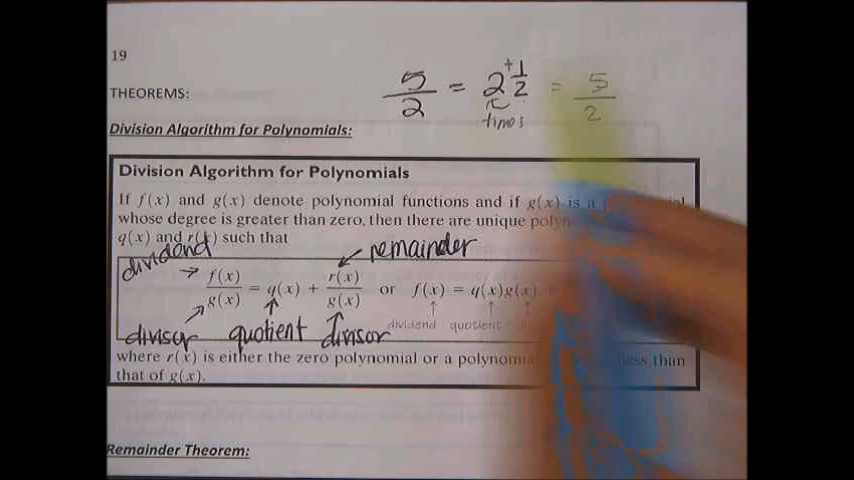 19
THEOREMS:
5/2 = 2 + 1/2 = 5/2
times
Division Algorithm for Polynomials:
Division Algorithm for Polynomials
If f(x) and g(x) denote polynomial functions and if g(x) is a
whose degree is greater than zero, then there are unique
q(x) and r(x) such that
dividend
remainder
f(x)/g(x) = q(x) + r(x)/g(x) or f(x) = q(x)g(x)
divisor quotient divisor dividend quotient
where r(x) is either the zero polynomial or a less than
that of g(x).
Remainder Theorem: